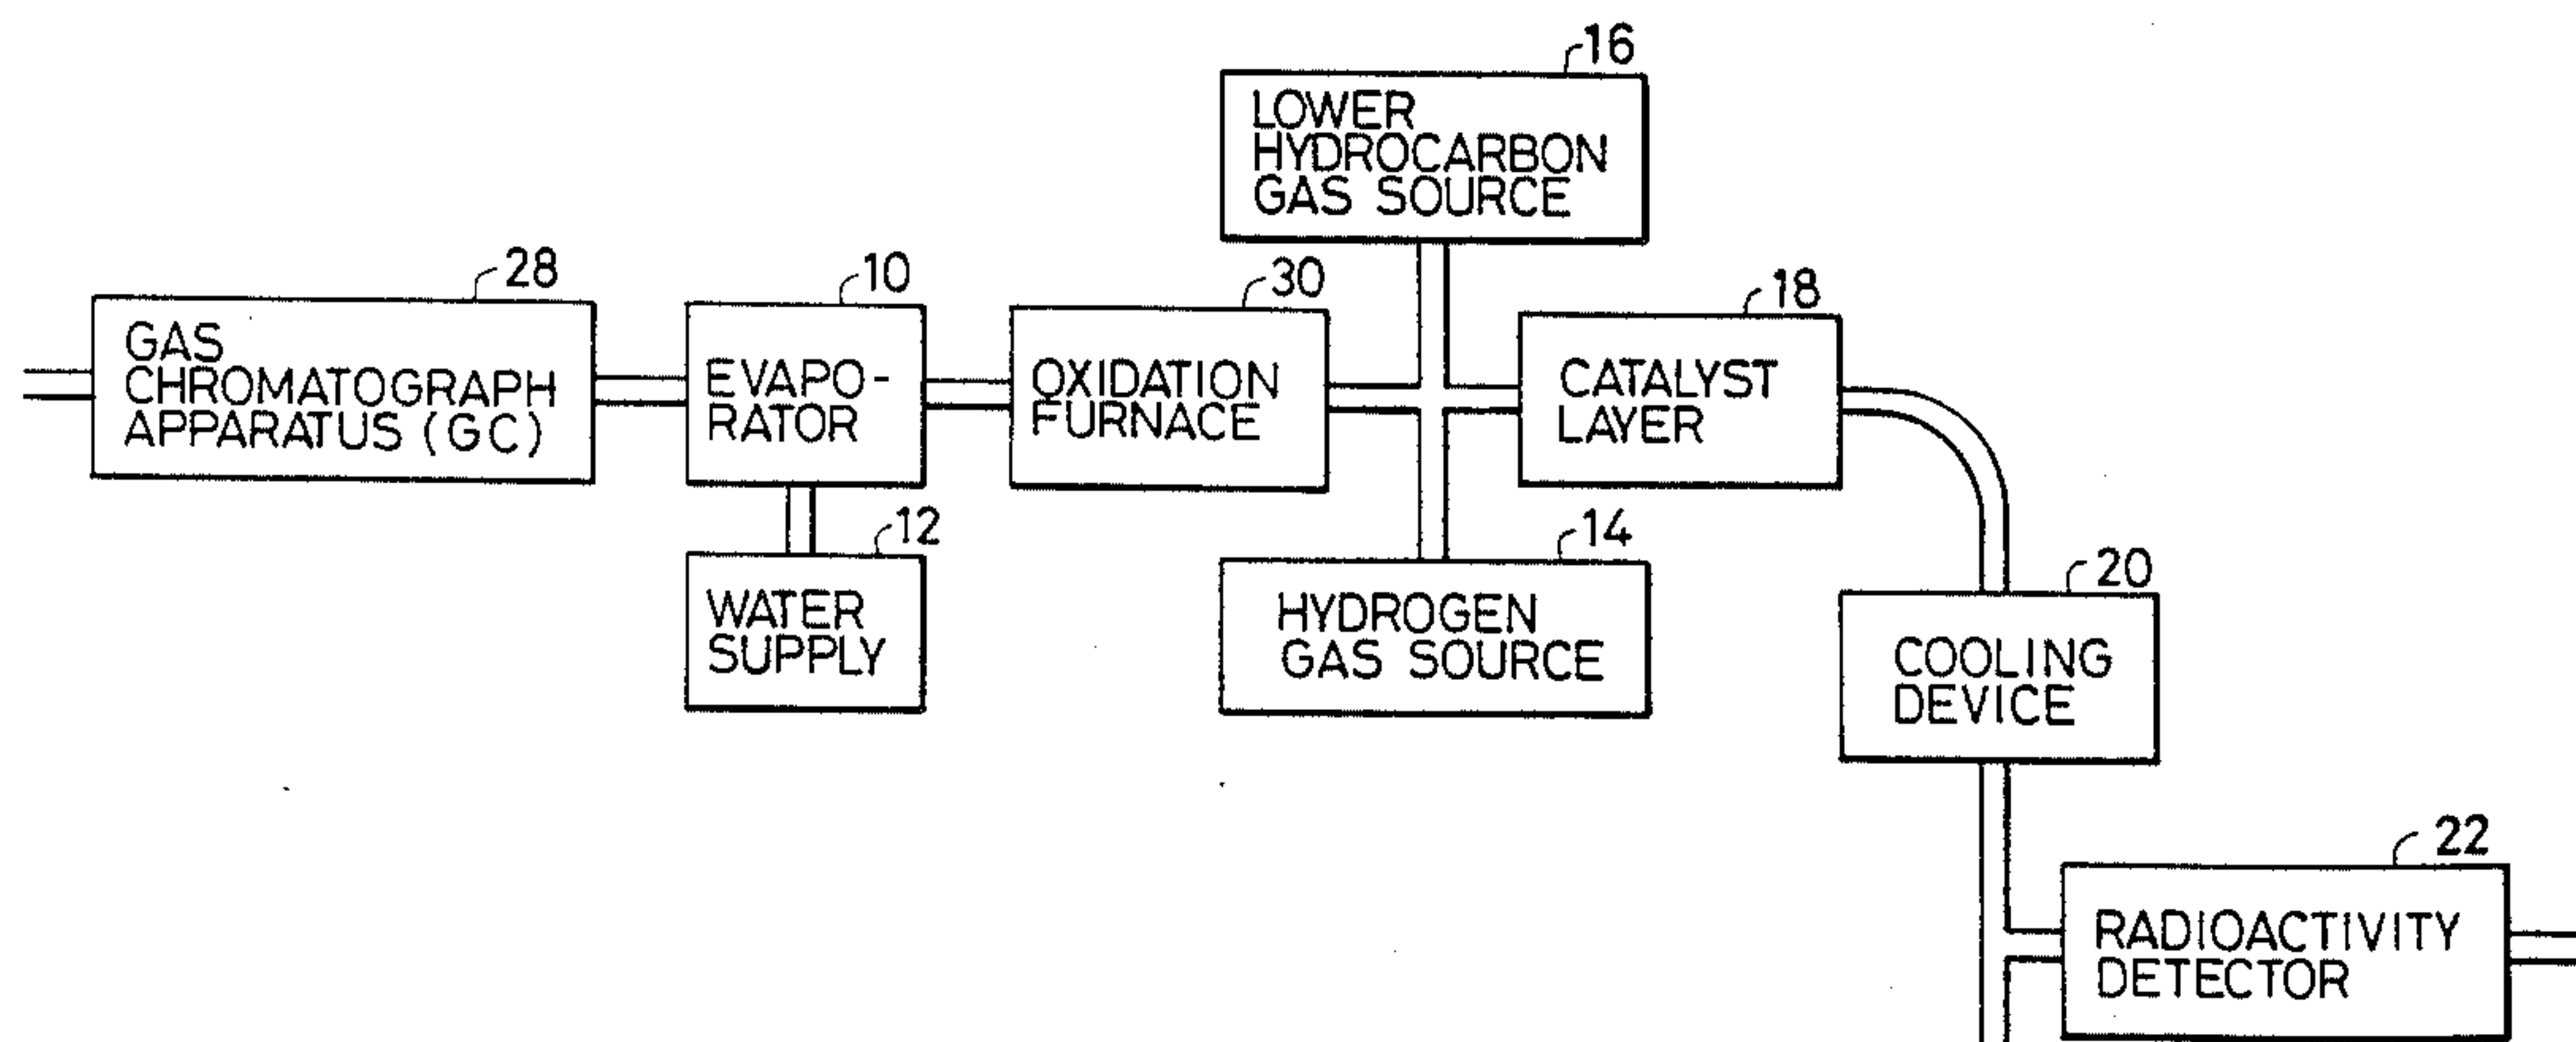 16
LOWER
HYDROCARBON
GAS SOURCE
28
GAS
CHROMATOGRAPH
APPARATUS (GC)
10
EVAPO-
RATOR
30
OXIDATION
FURNACE
18
CATALYST
LAYER
12
WATER
SUPPLY
14
HYDROGEN
GAS SOURCE
20
COOLING
DEVICE
22
RADIOACTIVITY
DETECTOR